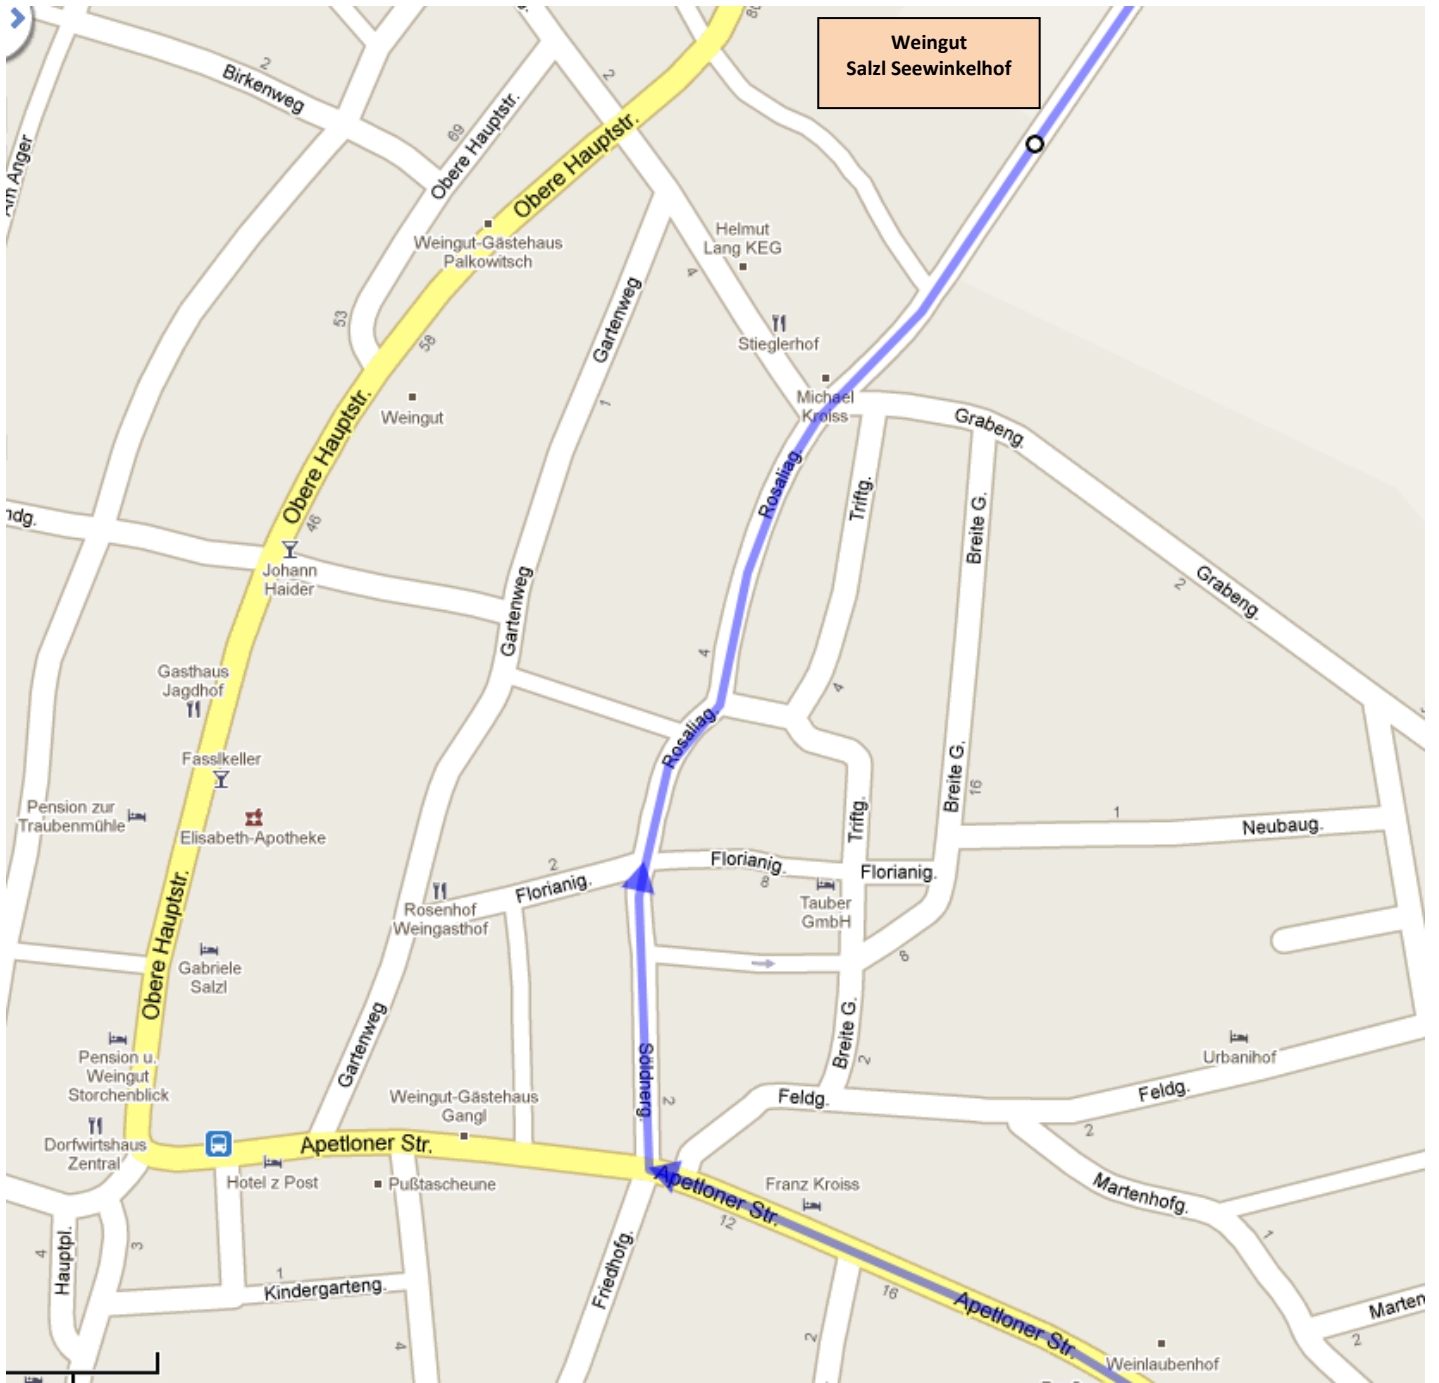 Weingut
Salzl Seewinkelhof
2
Birkenweg
69
Obere Hauptstr.
2
Obere Hauptstr.
Am Anger
Weingut-Gästehaus
Palkowitsch
Helmut
Lang KEG
4
53
58
Gartenweg
Stieglerhof
Weingut
1
Michael
Kroiss
Grabeng.
Obere Hauptstr.
46
Rosaliag.
Triftg.
Breite G.
ndg.
Johann
Haider
Gartenweg
2
Grabeng.
4
4
Gasthaus
Jagdhof
Rosaliag.
Fasslkeller
Pension zur
Traubenmühle
Elisabeth-Apotheke
Triftg.
Breite G.
16
1
Neubaug.
2
Florianig.
Florianig.
8
Florianig.
Obere Hauptstr.
Rosenhof
Weingasthof
Tauber
GmbH
8
Gabriele
Salzl
Gartenweg
Breite G.
2
Pension u.
Weingut
Storchenblick
Söldnerg.
2
Urbanihof
Weingut-Gästehaus
Gangl
Feldg.
Feldg.
2
Dorfwirtshaus
Zentral
Apetloner Str.
Hotel z Post
Pußtascheune
Apetloner Str.
12
Franz Kroiss
Martenhofg.
1
4
Hauptpl.
3
1
Kindergarteng.
Friedhofg.
16
Apetloner Str.
Marten
2
4
2
Weinlaubenhof